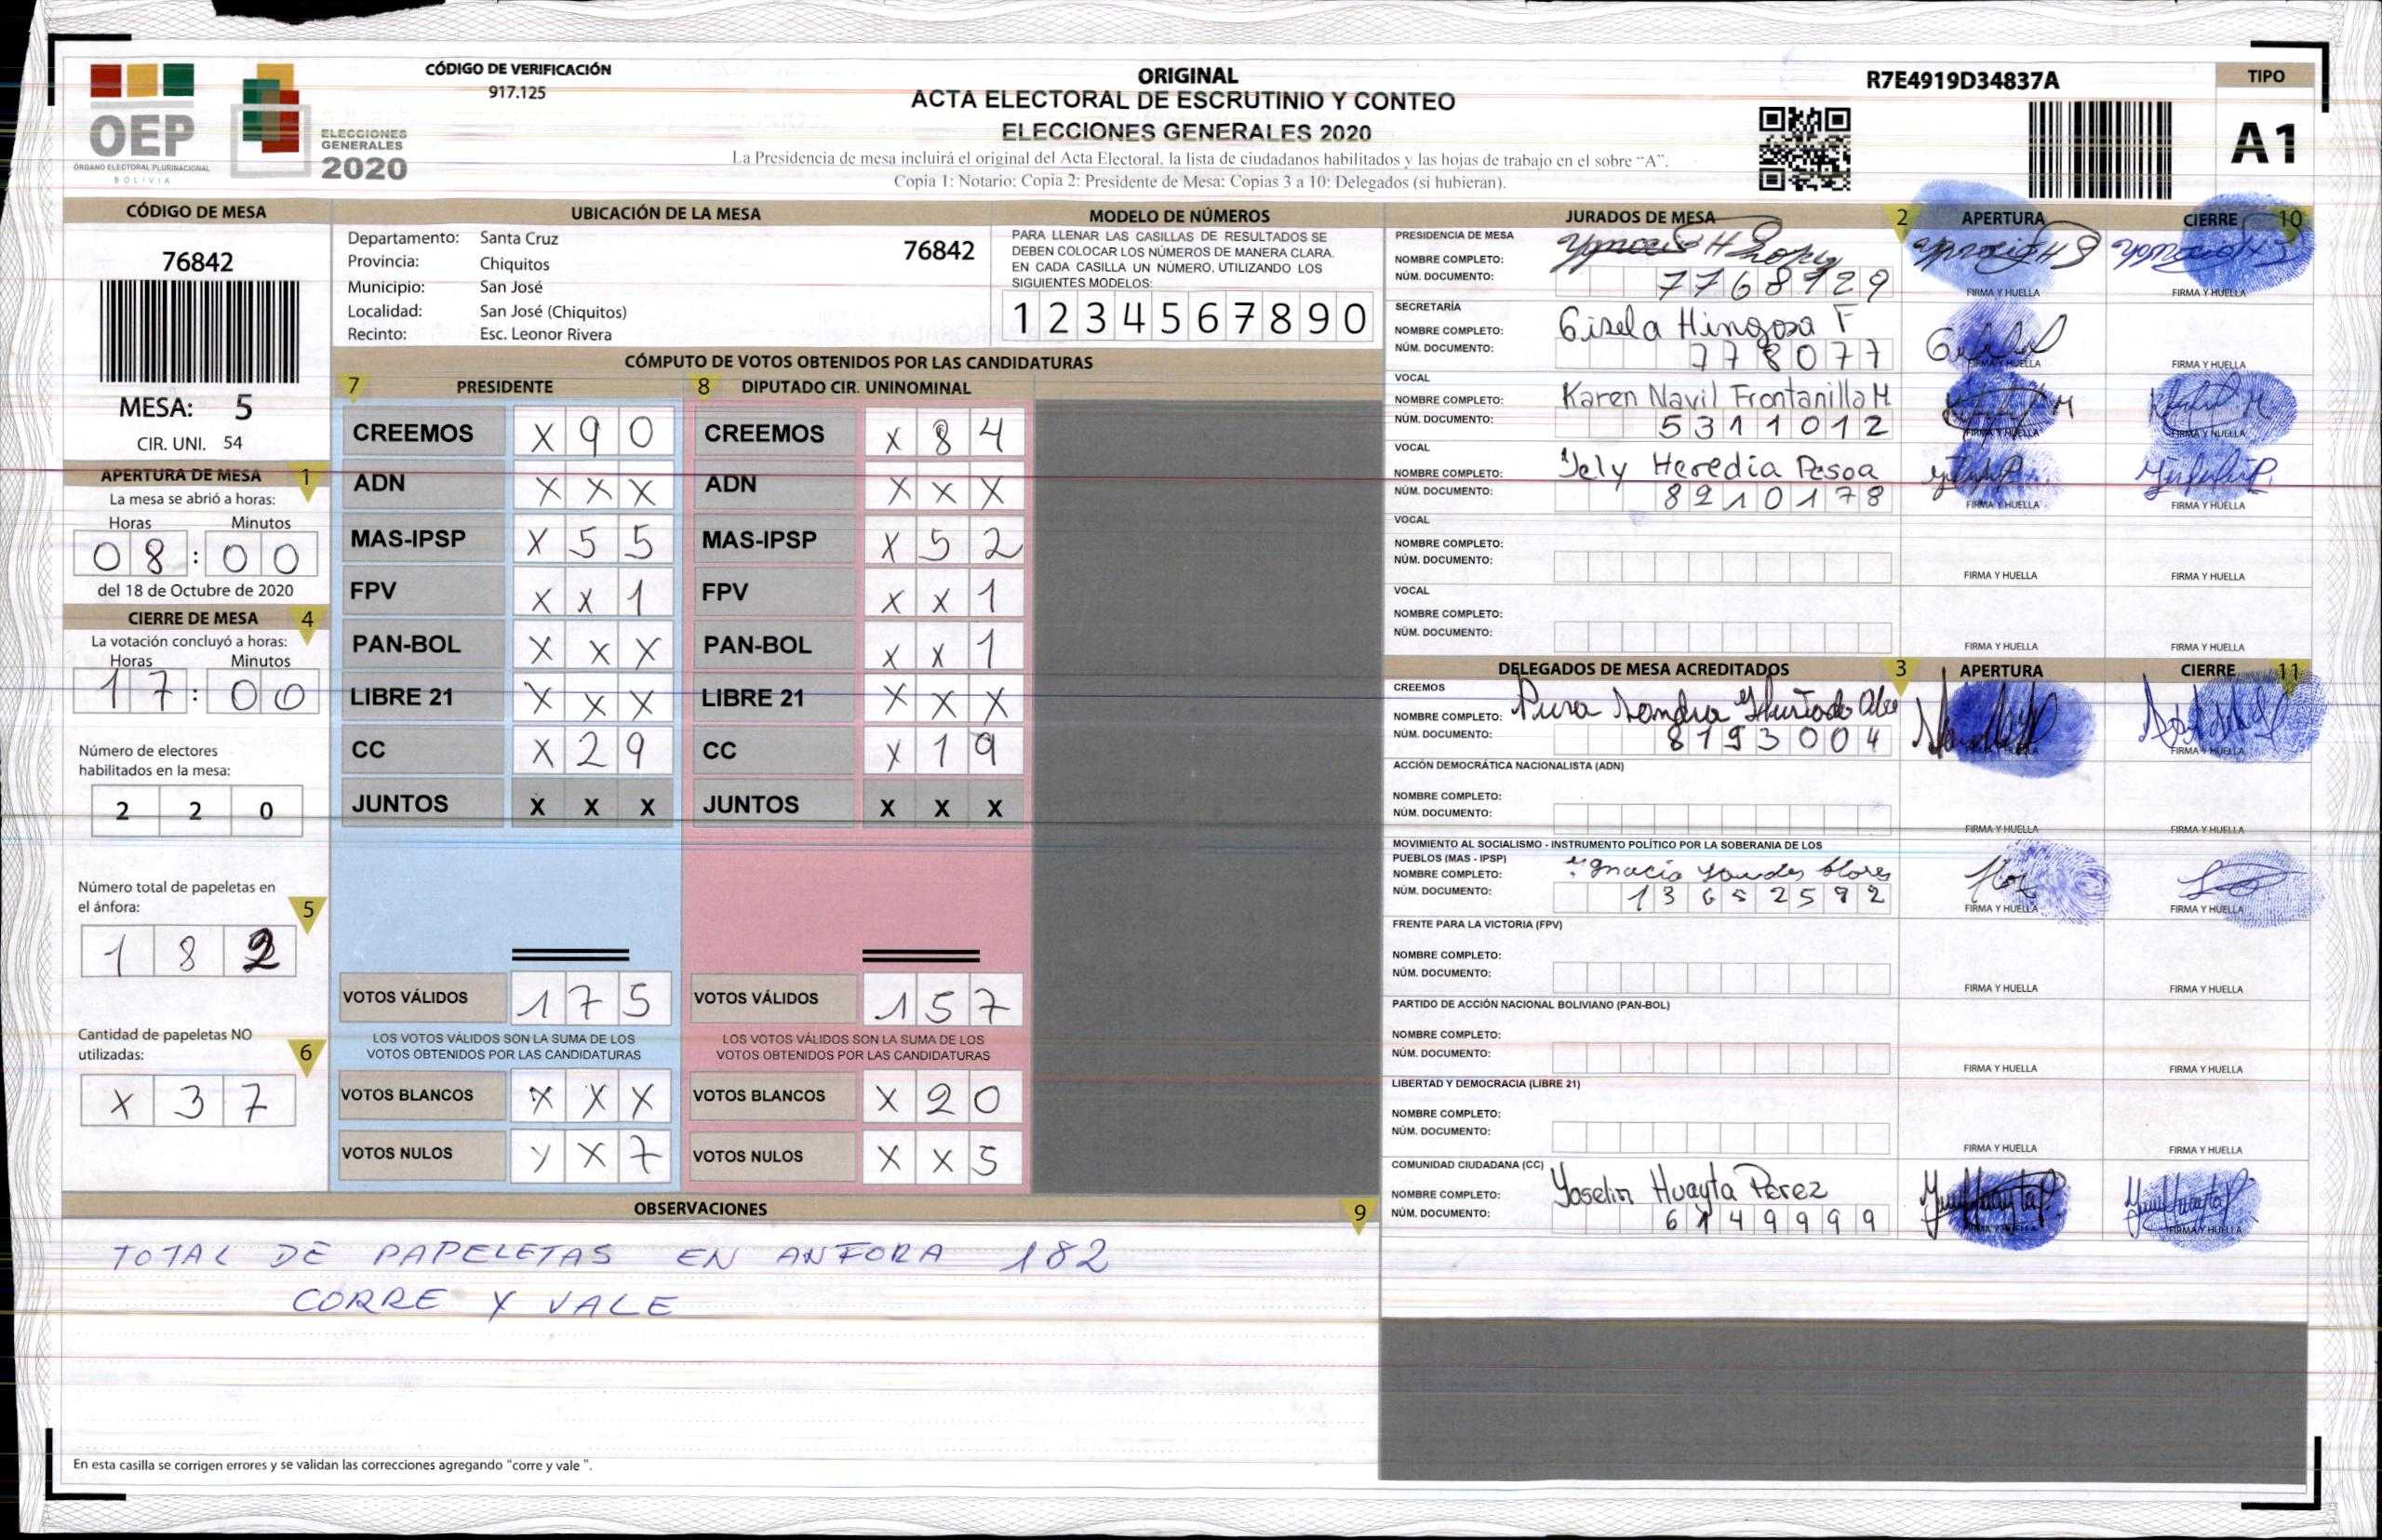 CÓDIGO DE VERIFICACIÓN
917.125
OEP
ÓRGANO ELECTORAL PLURINACIONAL
BOLIVIA
ELECCIONES
GENERALES
2020
ORIGINAL
ACTA ELECTORAL DE ESCRUTINIO Y CONTEO
ELECCIONES GENERALES 2020
La Presidencia de mesa incluirá el original del Acta Electoral, la lista de ciudadanos habilitados y las hojas de trabajo en el sobre "A".
Copia 1: Notario; Copia 2: Presidente de Mesa; Copias 3 a 10: Delegados (si hubieran).
R7E4919D34837A
TIPO
A1
CÓDIGO DE MESA
76842
MESA: 5
CIR. UNI. 54
APERTURA DE MESA 1
La mesa se abrió a horas:
Horas Minutos
08:00
del 18 de Octubre de 2020
CIERRE DE MESA 4
La votación concluyó a horas:
Horas Minutos
17:00
Número de electores
habilitados en la mesa:
2 2 0
Número total de papeletas en
el ánfora: 5
1 8 2
Cantidad de papeletas NO
utilizadas: 6
X 3 7
UBICACIÓN DE LA MESA
Departamento: Santa Cruz 76842
Provincia: Chiquitos
Municipio: San José
Localidad: San José (Chiquitos)
Recinto: Esc. Leonor Rivera
MODELO DE NÚMEROS
PARA LLENAR LAS CASILLAS DE RESULTADOS SE
DEBEN COLOCAR LOS NÚMEROS DE MANERA CLARA.
EN CADA CASILLA UN NÚMERO, UTILIZANDO LOS
SIGUIENTES MODELOS:
1 2 3 4 5 6 7 8 9 0
CÓMPUTO DE VOTOS OBTENIDOS POR LAS CANDIDATURAS
7 PRESIDENTE 8 DIPUTADO CIR. UNINOMINAL
CREEMOS X 9 0 CREEMOS X 8 4
ADN X X X ADN X X X
MAS-IPSP X 5 5 MAS-IPSP X 5 2
FPV X X 1 FPV X X 1
PAN-BOL X X X PAN-BOL X X 1
LIBRE 21 X X X LIBRE 21 X X X
CC X 2 9 CC X 1 9
JUNTOS X X X JUNTOS X X X
VOTOS VÁLIDOS 1 7 5 VOTOS VÁLIDOS 1 5 7
LOS VOTOS VÁLIDOS SON LA SUMA DE LOS LOS VOTOS VÁLIDOS SON LA SUMA DE LOS
VOTOS OBTENIDOS POR LAS CANDIDATURAS VOTOS OBTENIDOS POR LAS CANDIDATURAS
VOTOS BLANCOS X X X VOTOS BLANCOS X 2 0
VOTOS NULOS X X 7 VOTOS NULOS X X 5
OBSERVACIONES 9
TOTAL DE PAPELETAS EN ANFORA 182
CORRE Y VALE
En esta casilla se corrigen errores y se validan las correcciones agregando "corre y vale ".
JURADOS DE MESA 2 APERTURA CIERRE 10
PRESIDENCIA DE MESA
NOMBRE COMPLETO:
NÚM. DOCUMENTO: FIRMA Y HUELLA FIRMA Y HUELLA
SECRETARÍA
NOMBRE COMPLETO: Gisela Hinojosa F
NÚM. DOCUMENTO: 778077 FIRMA Y HUELLA FIRMA Y HUELLA
VOCAL
NOMBRE COMPLETO: Karen Navil Frontanilla M
NÚM. DOCUMENTO: 5311012 FIRMA Y HUELLA FIRMA Y HUELLA
VOCAL
NOMBRE COMPLETO: Yely Heredia Pesoa
NÚM. DOCUMENTO: 8210178 FIRMA Y HUELLA FIRMA Y HUELLA
VOCAL
NOMBRE COMPLETO:
NÚM. DOCUMENTO: FIRMA Y HUELLA FIRMA Y HUELLA
VOCAL
NOMBRE COMPLETO:
NÚM. DOCUMENTO: FIRMA Y HUELLA FIRMA Y HUELLA
DELEGADOS DE MESA ACREDITADOS 3 APERTURA CIERRE 11
CREEMOS
NOMBRE COMPLETO: Pura Sandra Hurtado
NÚM. DOCUMENTO: 8193004 FIRMA Y HUELLA FIRMA Y HUELLA
ACCIÓN DEMOCRÁTICA NACIONALISTA (ADN)
NOMBRE COMPLETO:
NÚM. DOCUMENTO: FIRMA Y HUELLA FIRMA Y HUELLA
MOVIMIENTO AL SOCIALISMO - INSTRUMENTO POLÍTICO POR LA SOBERANIA DE LOS
PUEBLOS (MAS - IPSP)
NOMBRE COMPLETO: Ignacia
NÚM. DOCUMENTO: FIRMA Y HUELLA FIRMA Y HUELLA
FRENTE PARA LA VICTORIA (FPV)
NOMBRE COMPLETO:
NÚM. DOCUMENTO: FIRMA Y HUELLA FIRMA Y HUELLA
PARTIDO DE ACCIÓN NACIONAL BOLIVIANO (PAN-BOL)
NOMBRE COMPLETO:
NÚM. DOCUMENTO: FIRMA Y HUELLA FIRMA Y HUELLA
LIBERTAD Y DEMOCRACIA (LIBRE 21)
NOMBRE COMPLETO:
NÚM. DOCUMENTO: FIRMA Y HUELLA FIRMA Y HUELLA
COMUNIDAD CIUDADANA (CC)
NOMBRE COMPLETO: Yoselin Huayta Perez
NÚM. DOCUMENTO: 6149999 FIRMA Y HUELLA FIRMA Y HUELLA